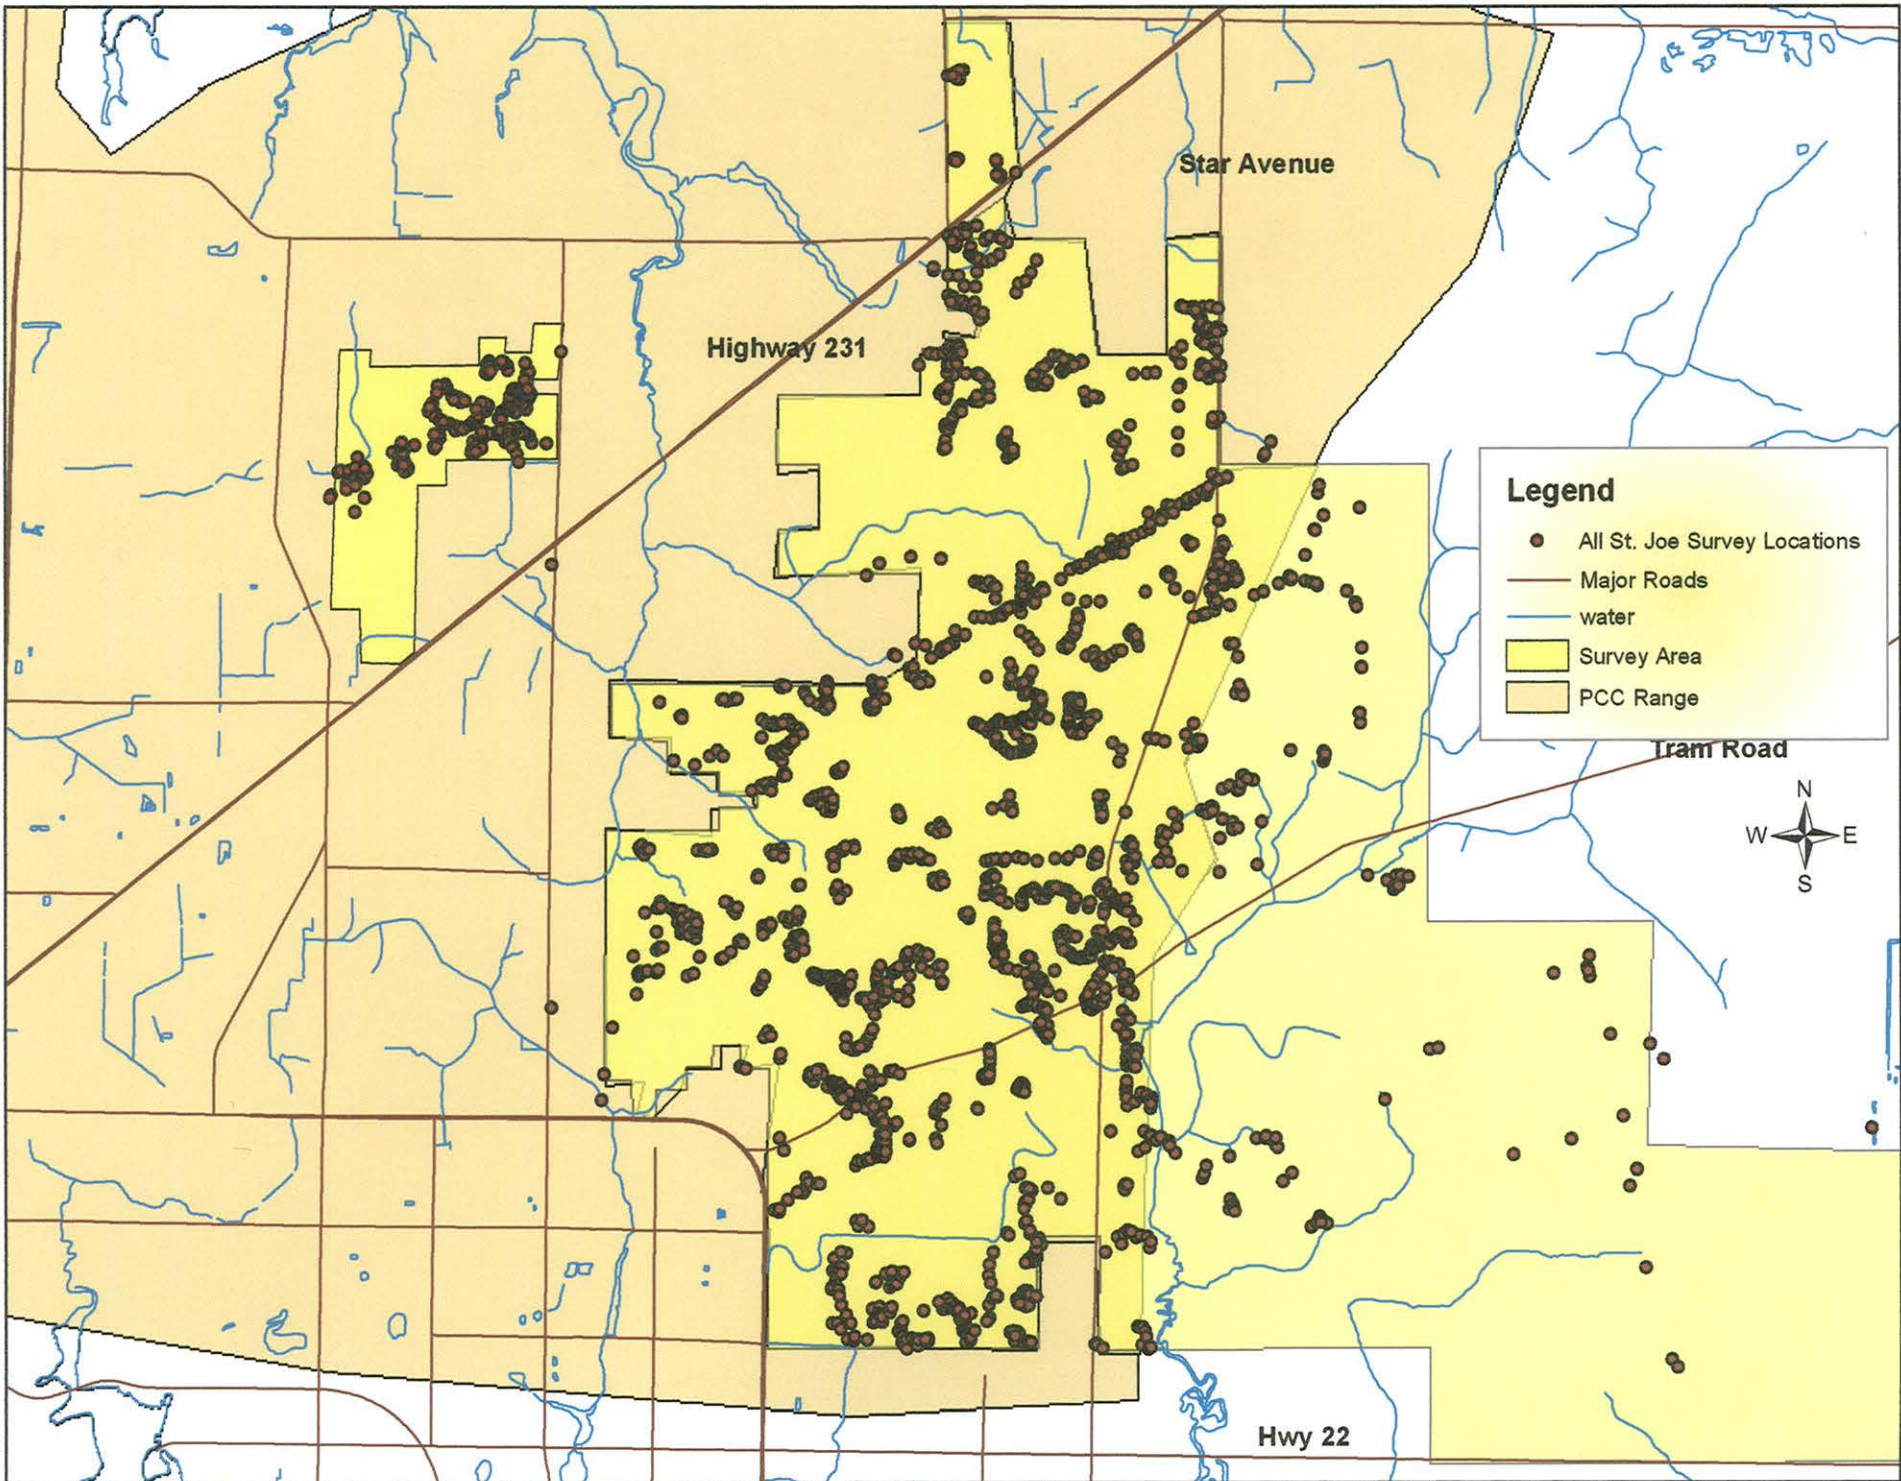 Star Avenue
Highway 231
Legend
All St. Joe Survey Locations
Major Roads
water
Survey Area
PCC Range
Tram Road
N
W
E
S
Hwy 22